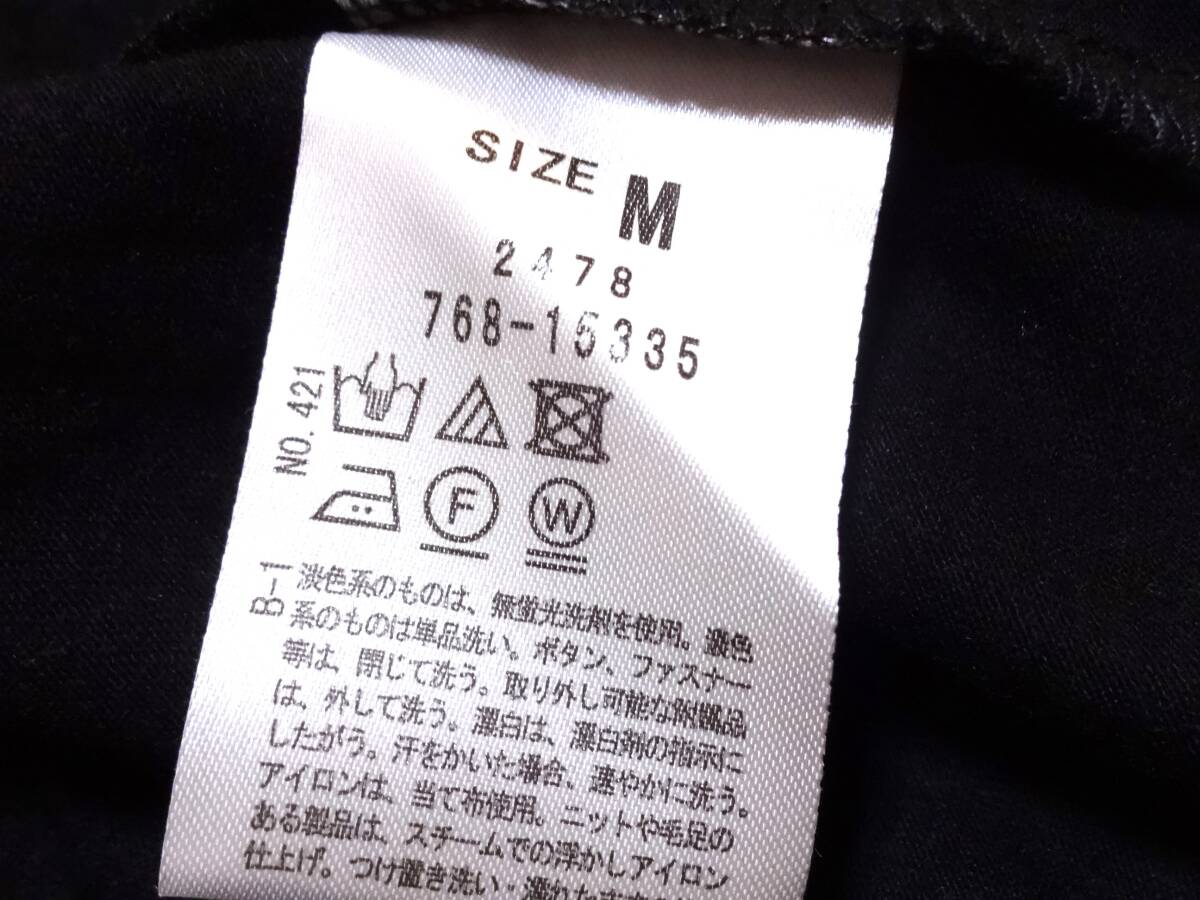 SIZE M
2478
768-15335
NO. 421
F W
B-1
淡色系のものは、無蛍光洗剤を使用。濃色
系のものは単品洗い。ボタン、ファスナー
等は、閉じて洗う。取り外し可能な附属品
は、外して洗う。漂白は、漂白剤の指示に
したがう。汗をかいた場合、速やかに洗う。
アイロンは、当て布使用。ニットや毛足の
ある製品は、スチームでの浮かしアイロン
仕上げ。つけ置き洗い・濡れた